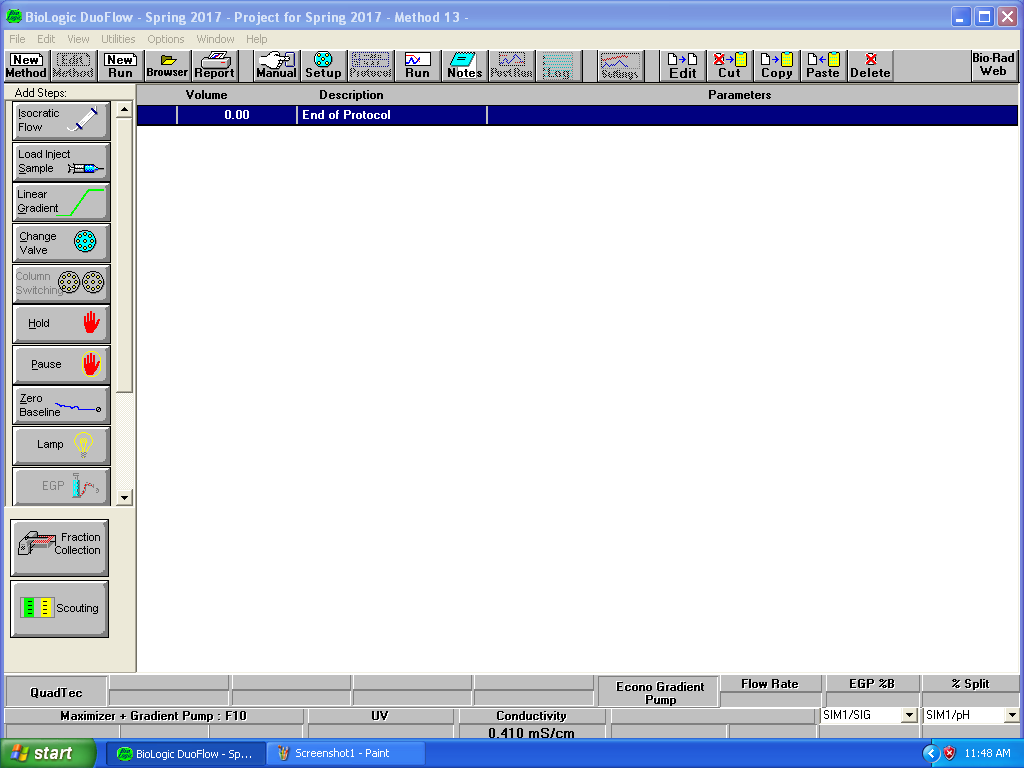 BioLogic DuoFlow - Spring 2017 - Project for Spring 2017 - Method 13 -
File Edit View Utilities Options Window Help
New Method
Edit Method
New Run
Browser
Report
Manual
Setup
Protocol
Run
Notes
Post Run
Log
Settings
Edit
Cut
Copy
Paste
Delete
Bio-Rad Web
Add Steps:
Volume Description Parameters
0.00 End of Protocol
Isocratic
Flow
Load Inject
Sample
Linear
Gradient
Change
Valve
Column
Switching
Hold
Pause
Zero
Baseline
Lamp
EGP
Fraction
Collection
Scouting
QuadTec
Econo Gradient
Pump
Flow Rate
EGP %B
% Split
Maximizer + Gradient Pump : F10
UV
Conductivity
SIM1/SIG
SIM1/pH
0.410 mS/cm
start
BioLogic DuoFlow - Sp...
Screenshot1 - Paint
11:48 AM